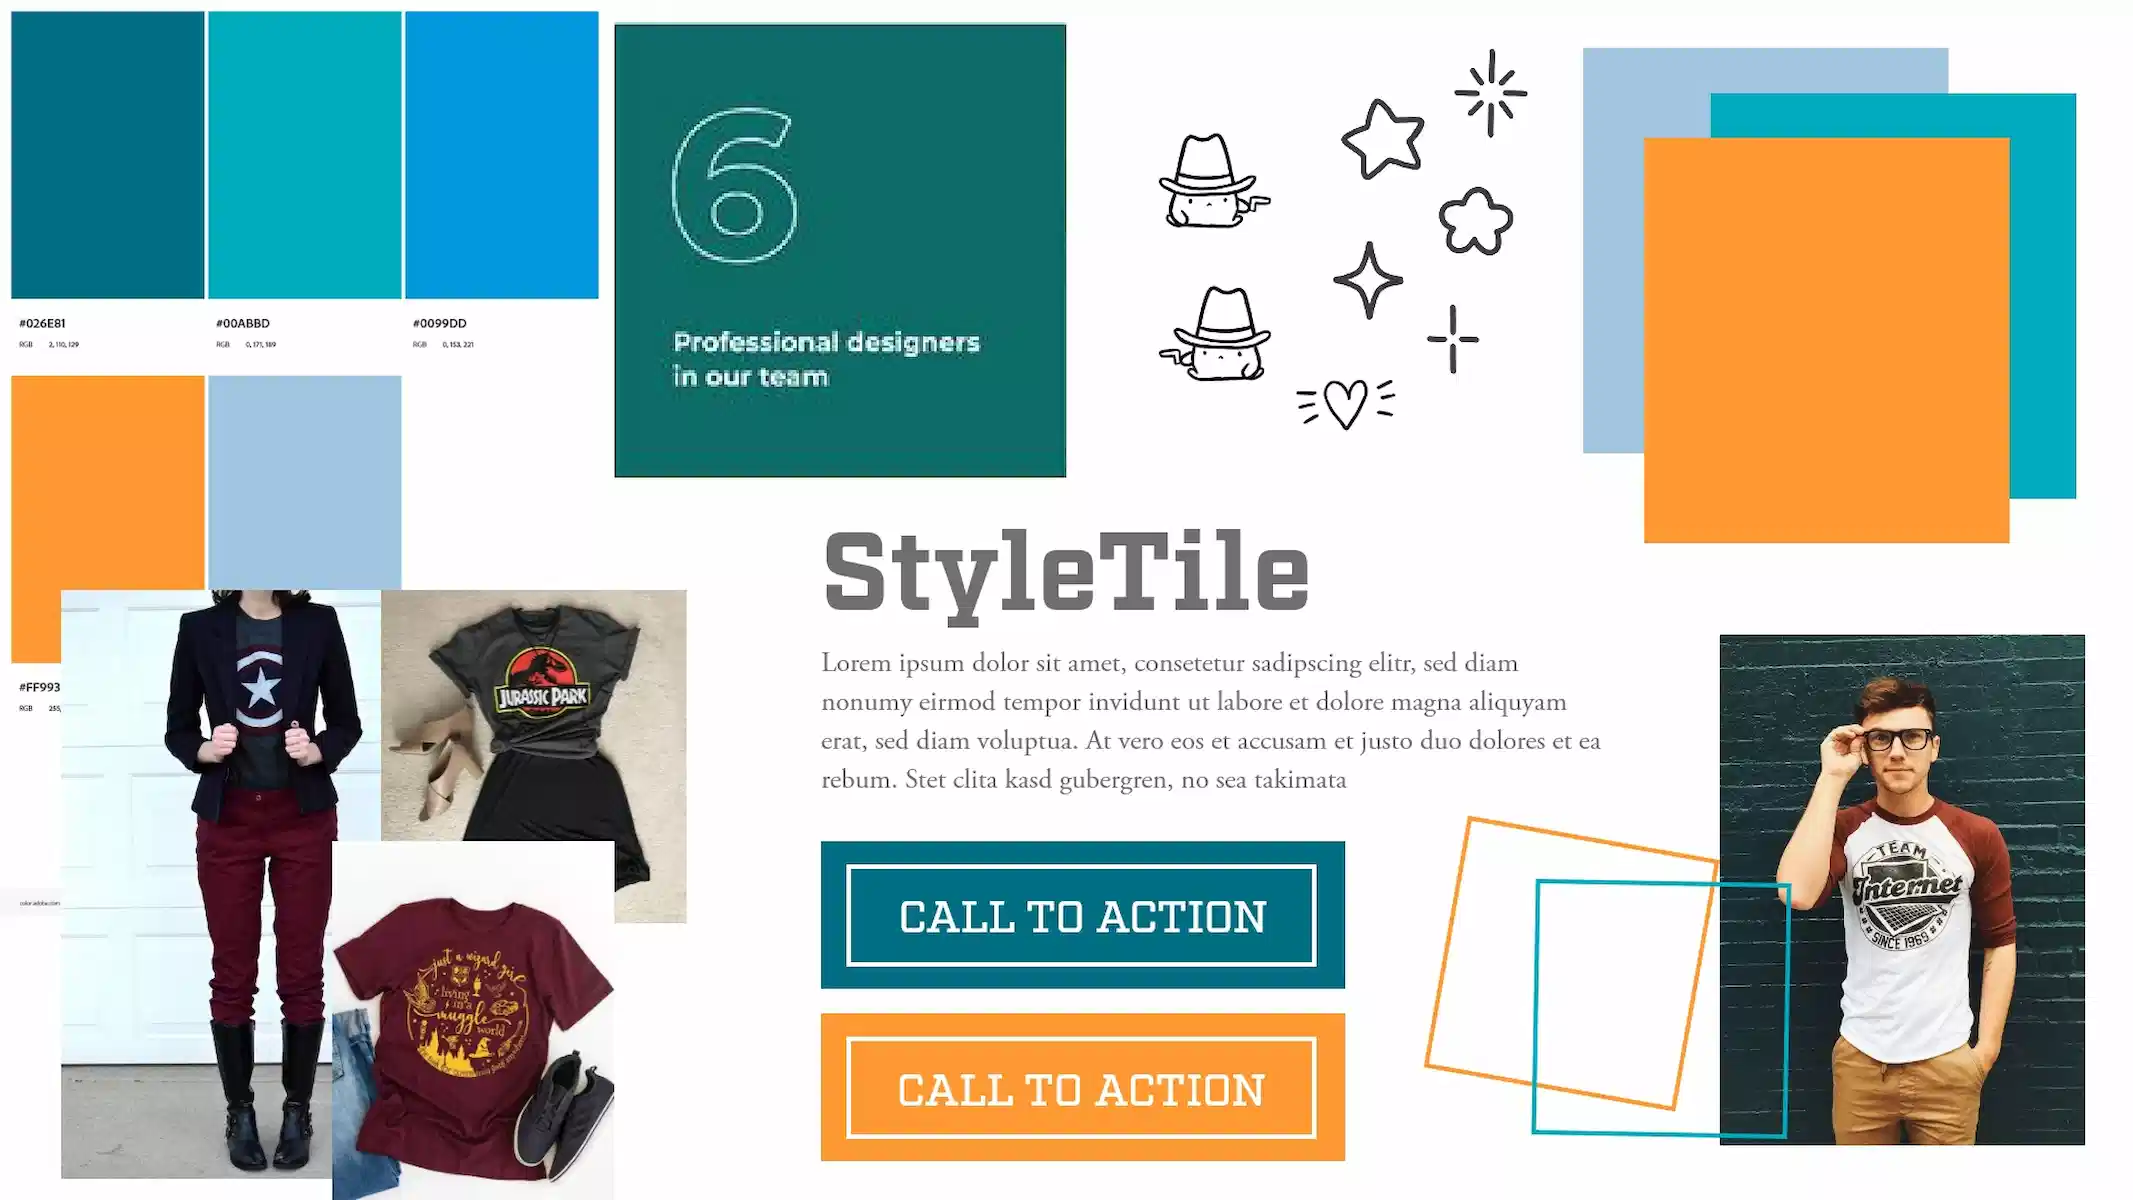 #026E81
RGB 2, 110, 129
#00ABBD
RGB 0, 171, 189
#0099DD
RGB 0, 153, 221
#FF993
RGB 255,
color.adobe.com
6
Professional designers
in our team
StyleTile
Lorem ipsum dolor sit amet, consetetur sadipscing elitr, sed diam
nonumy eirmod tempor invidunt ut labore et dolore magna aliquyam
erat, sed diam voluptua. At vero eos et accusam et justo duo dolores et ea
rebum. Stet clita kasd gubergren, no sea takimata
CALL TO ACTION
CALL TO ACTION
JURASSIC PARK
just a wizard girl
living
in a
muggle
world
TEAM
Internet
SINCE 1969